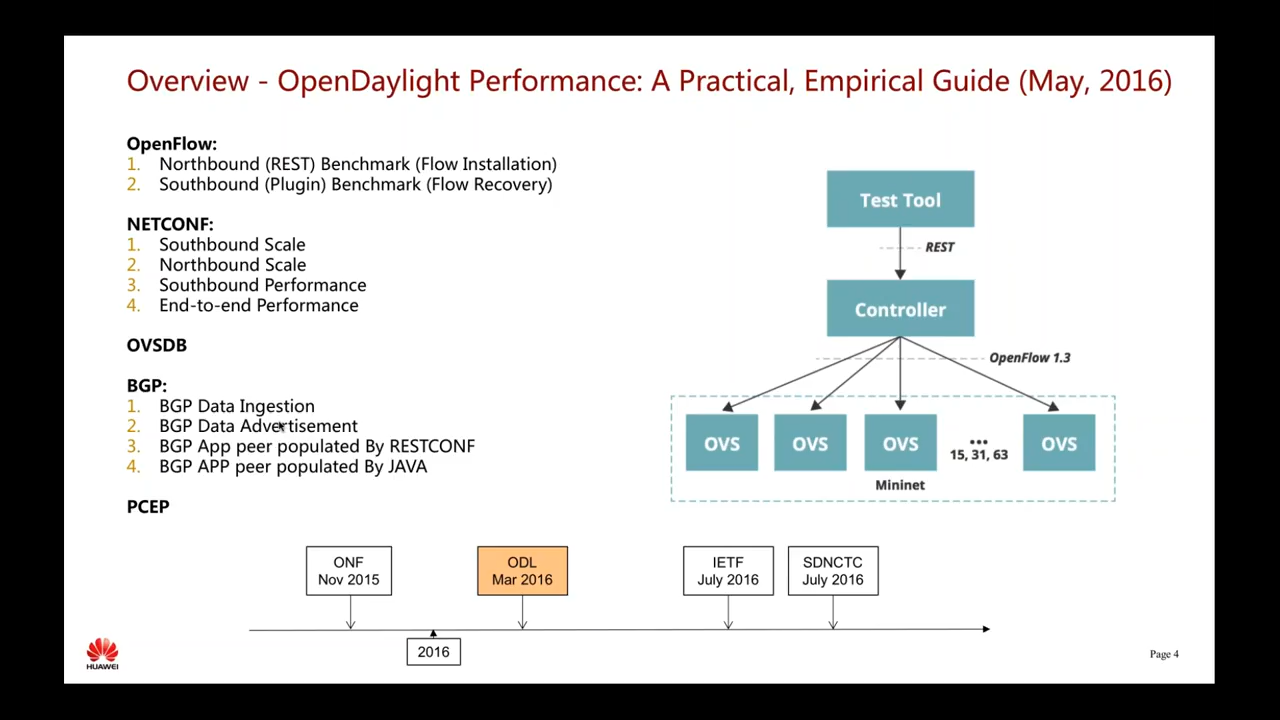 Overview - OpenDaylight Performance: A Practical, Empirical Guide (May, 2016)
OpenFlow:
1. Northbound (REST) Benchmark (Flow Installation)
2. Southbound (Plugin) Benchmark (Flow Recovery)
NETCONF:
1. Southbound Scale
2. Northbound Scale
3. Southbound Performance
4. End-to-end Performance
OVSDB
BGP:
1. BGP Data Ingestion
2. BGP Data Advertisement
3. BGP App peer populated By RESTCONF
4. BGP APP peer populated By JAVA
PCEP
Test Tool
REST
Controller
OpenFlow 1.3
OVS
OVS
OVS
...
15, 31, 63
OVS
Mininet
ONF
Nov 2015
ODL
Mar 2016
IETF
July 2016
SDNCTC
July 2016
2016
HUAWEI
Page 4